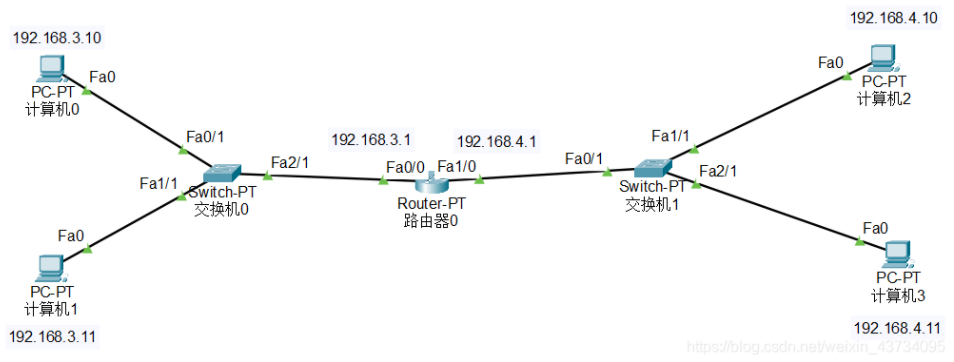 192.168.3.10
Fa0
PC-PT
计算机0
Fa0/1
Fa2/1
Fa1/1
Switch-PT
交换机0
Fa0
PC-PT
计算机1
192.168.3.11
192.168.3.1
192.168.4.1
Fa0/0
Fa1/0
Router-PT
路由器0
192.168.4.10
Fa0
PC-PT
计算机2
Fa1/1
Fa0/1
Fa2/1
Switch-PT
交换机1
Fa0
PC-PT
计算机3
192.168.4.11
https://blog.csdn.net/weixin_43734095